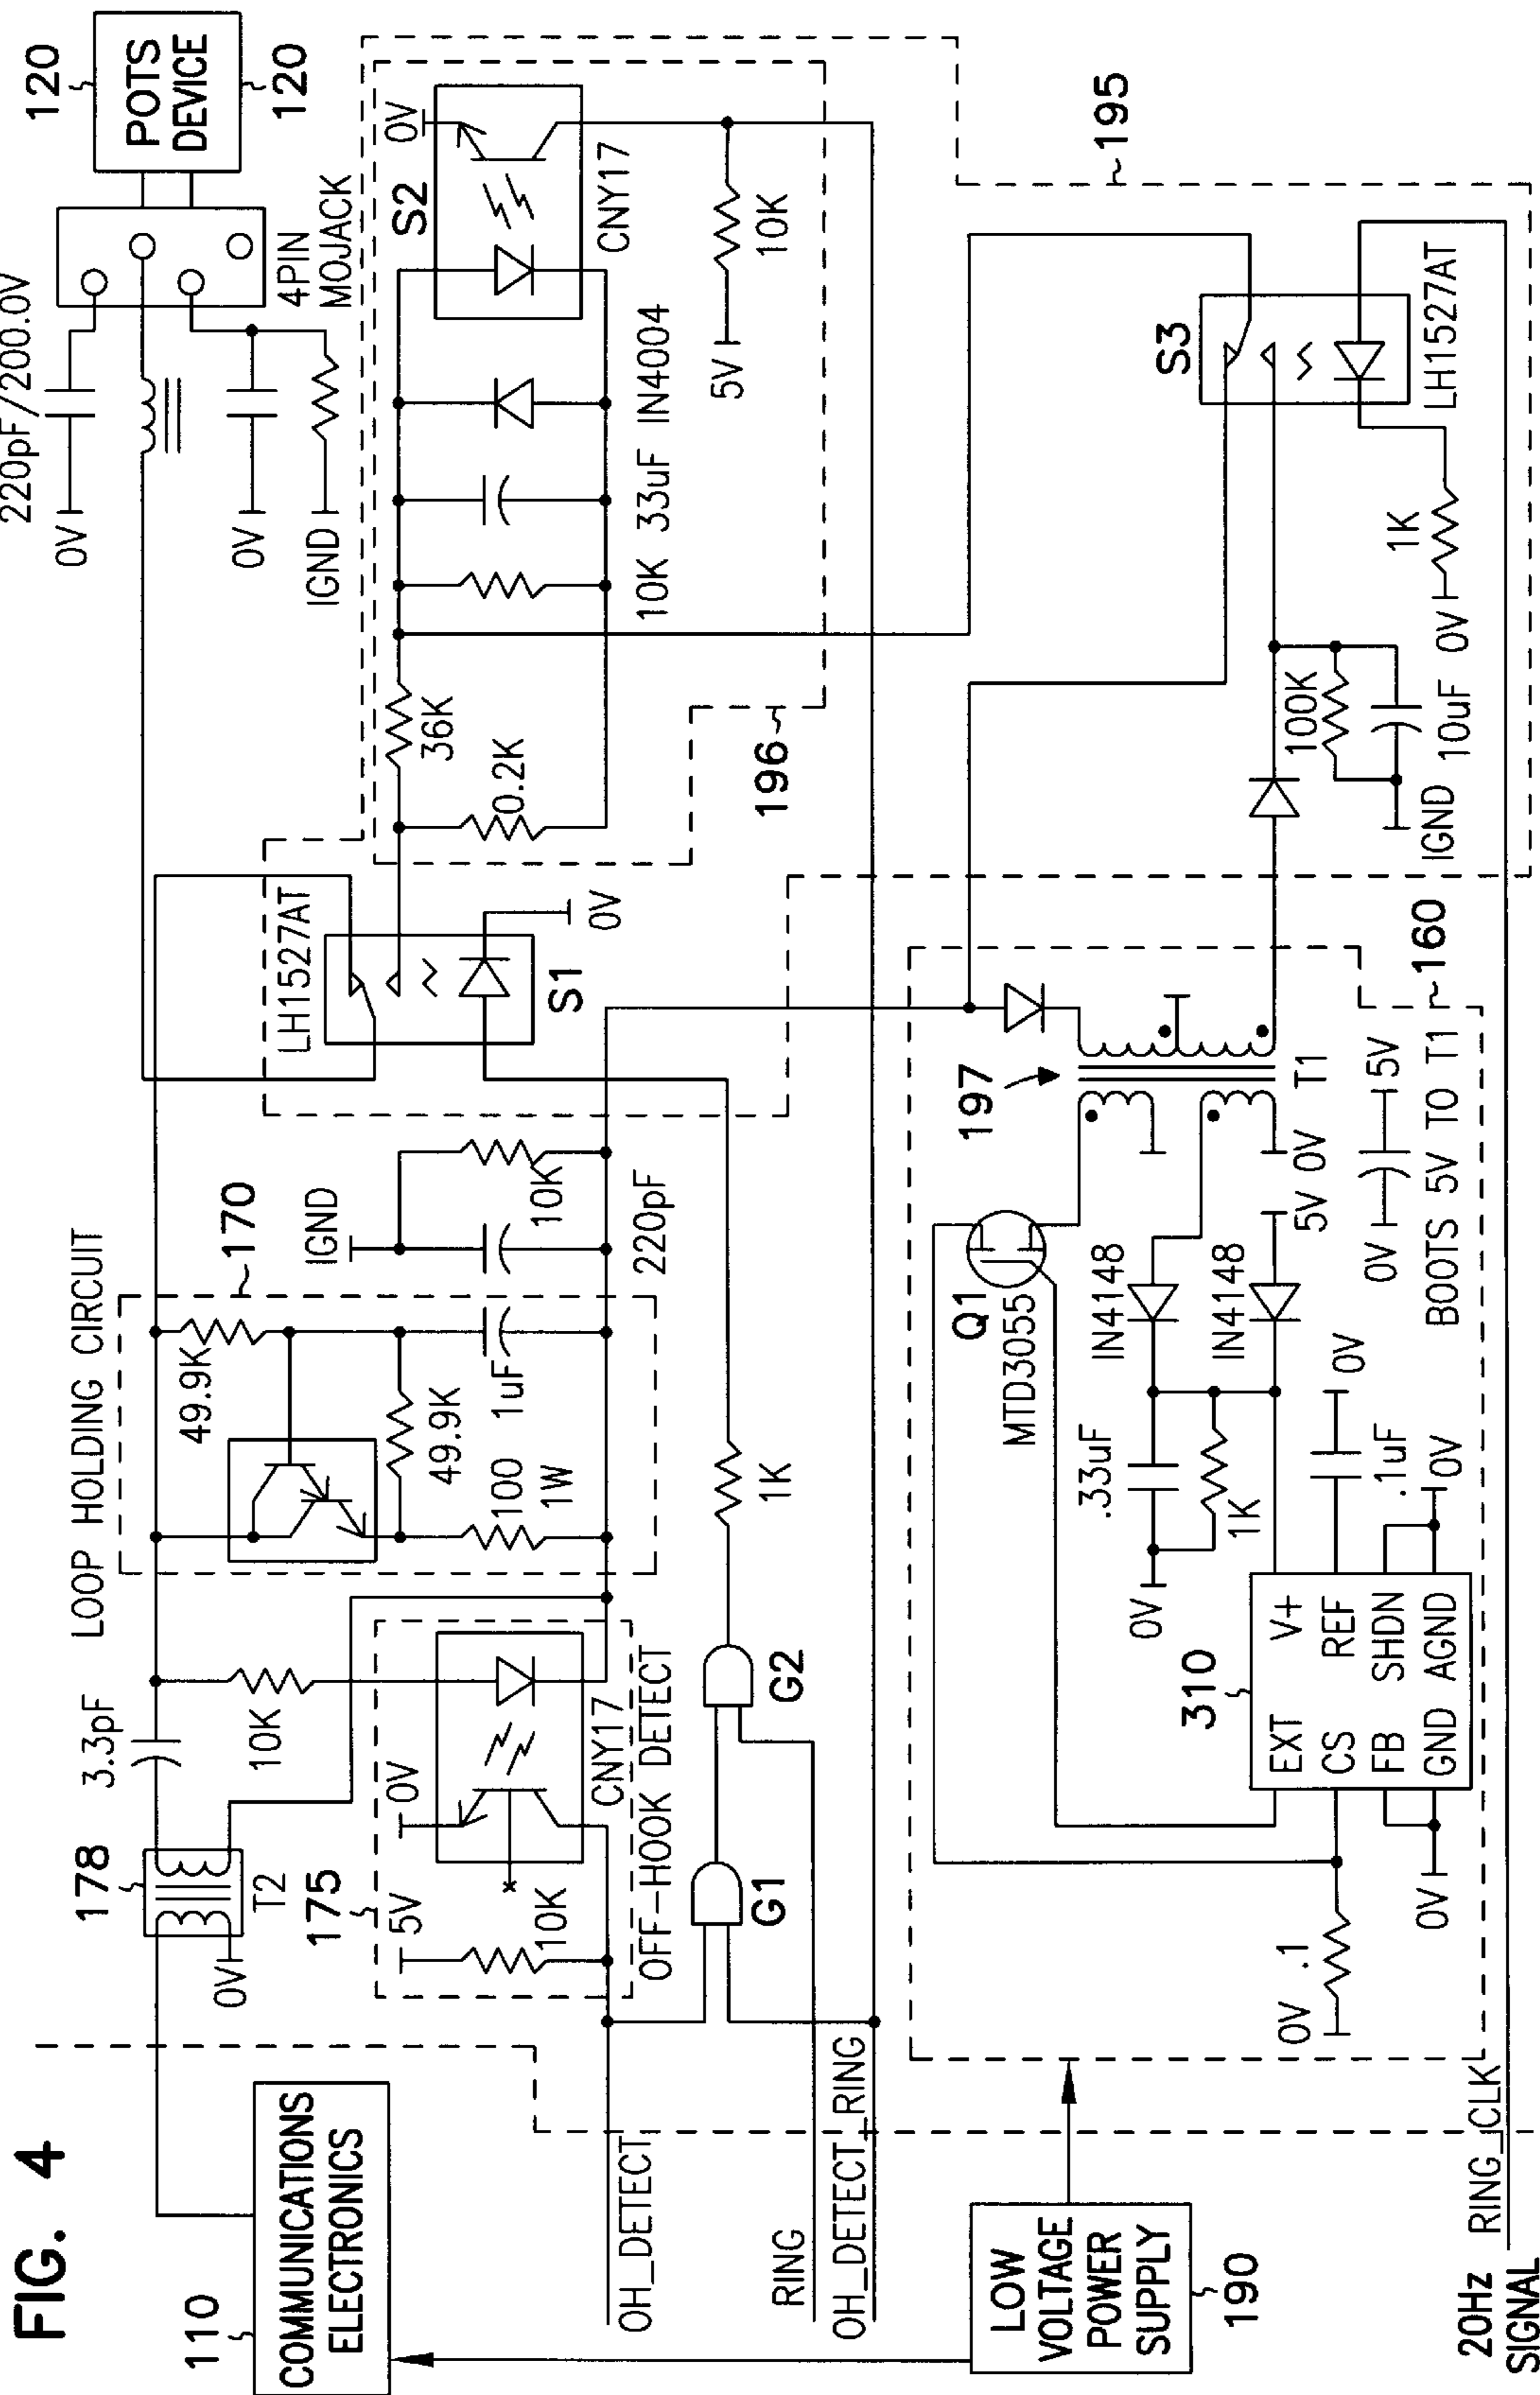 FIG. 4
110
COMMUNICATIONS
ELECTRONICS
178
T2
0V
3.3pF
10K
LOOP HOLDING CIRCUIT
170
49.9K
49.9K
100
1W
1uF
IGND
10K
220pF
175
5V
0V
10K
CNY17
OFF-HOOK DETECT
LH1527AT
S1
0V
220pF/200.0V
0V
0V
IGND
4PIN
MOJACK
120
POTS
DEVICE
120
36K
0.2K
196
10K
33uF
IN4004
S2
0V
CNY17
5V
10K
195
OH_DETECT
RING
OH_DETECT_RING
G1
G2
1K
LOW
VOLTAGE
POWER
SUPPLY
190
0V
.1
310
EXT
CS
FB
GND
V+
REF
SHDN
AGND
0V
0V
.1uF
0V
0V
.33uF
1K
Q1
MTD3055
IN4148
IN4148
5V
0V
197
T1
0V
5V
BOOTS 5V TO T1
160
100K
IGND
10uF
0V
1K
S3
LH1527AT
20Hz
SIGNAL
RING_CLK